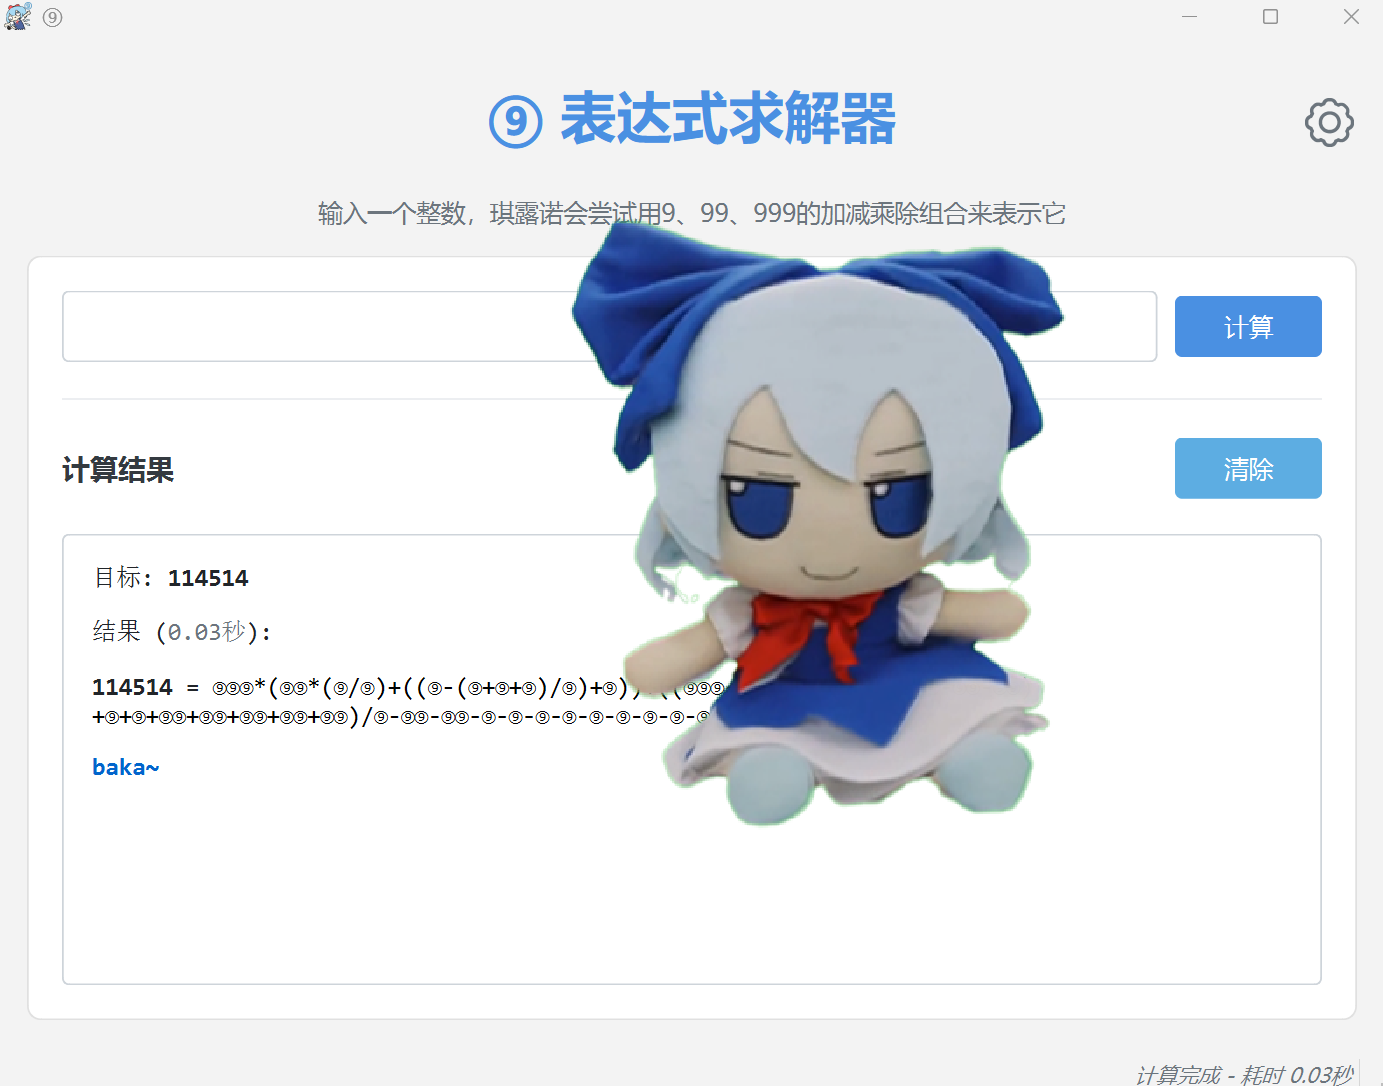 ⑨
⑨ 表达式求解器
输入一个整数，琪露诺会尝试用9、99、999的加减乘除组合来表示它
计算
计算结果
清除
目标: 114514
结果 (0.03秒):
114514 = ⑨⑨⑨*(⑨⑨*(⑨/⑨)+((⑨-(⑨+⑨+⑨)/⑨)+⑨)) ((⑨⑨⑨
+⑨+⑨+⑨⑨+⑨⑨+⑨⑨+⑨⑨+⑨⑨)/⑨-⑨⑨-⑨⑨-⑨-⑨-⑨-⑨-⑨-⑨-⑨-⑨-⑨
baka~
计算完成 - 耗时 0.03秒